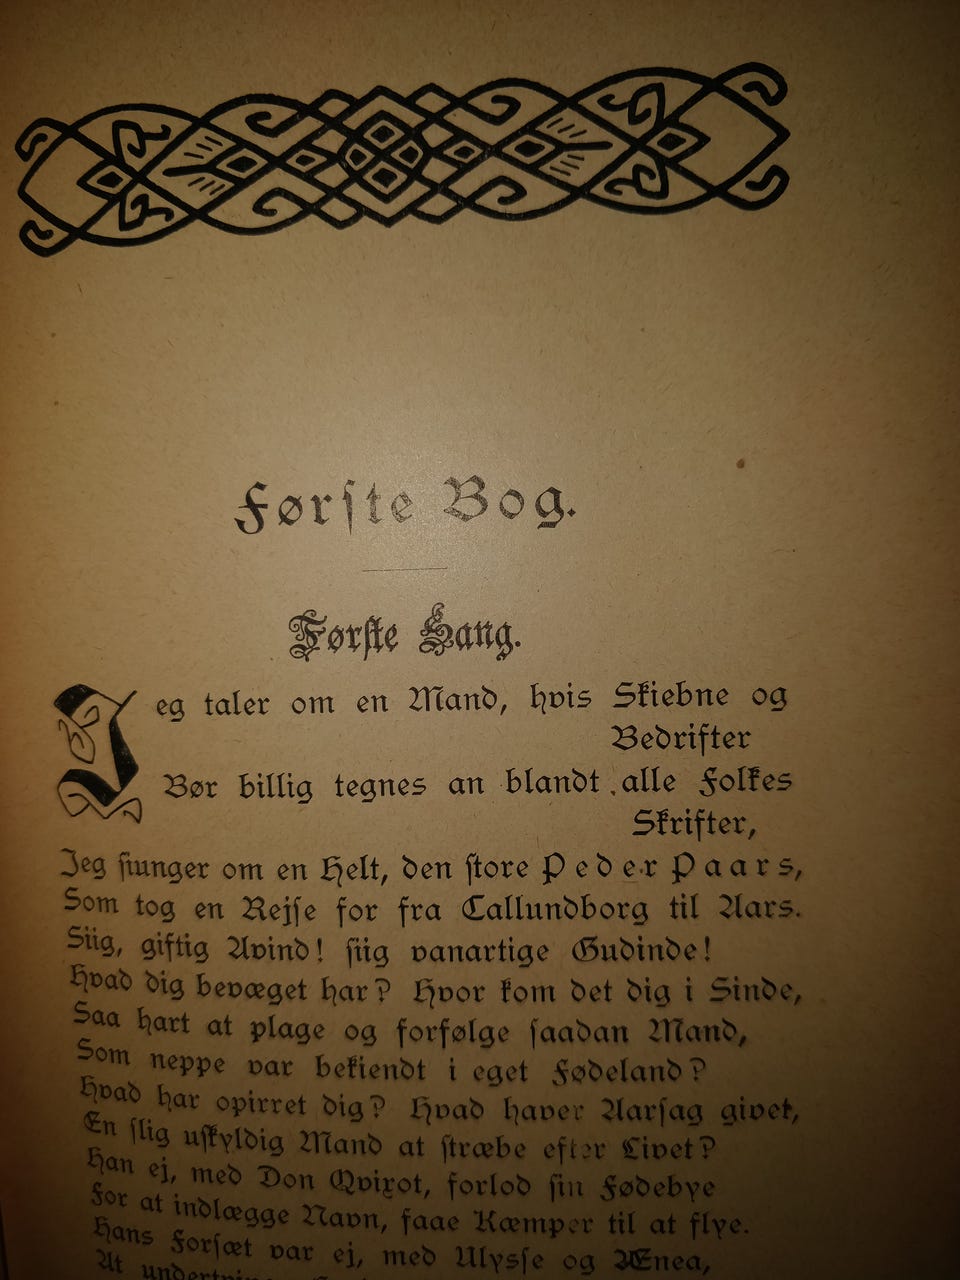 Første Bog.
Første Sang.
Jeg taler om en Mand, hvis Skiebne og
Bedrifter
Bør billig tegnes an blandt alle Folkes
Skrifter,
Jeg siunger om en Helt, den store Peder Paars,
Som tog en Rejse for fra Callundborg til Aars.
Siig, giftig Avind! siig vanartige Gudinde!
Hvad dig bevæget har? Hvor kom det dig i Sinde,
Saa hart at plage og forfølge saadan Mand,
Som neppe var bekiendt i eget Fødeland?
Hvad har opirret dig? Hvad haver Aarsag givet,
En slig uskyldig Mand at stræbe efter Livet?
Han ej, med Don Qvixot, forlod sin Fødebye
For at indlægge Navn, faae Kæmper til at flye.
Hans Forsæt var ej, med Ulysse og Ænea,
At